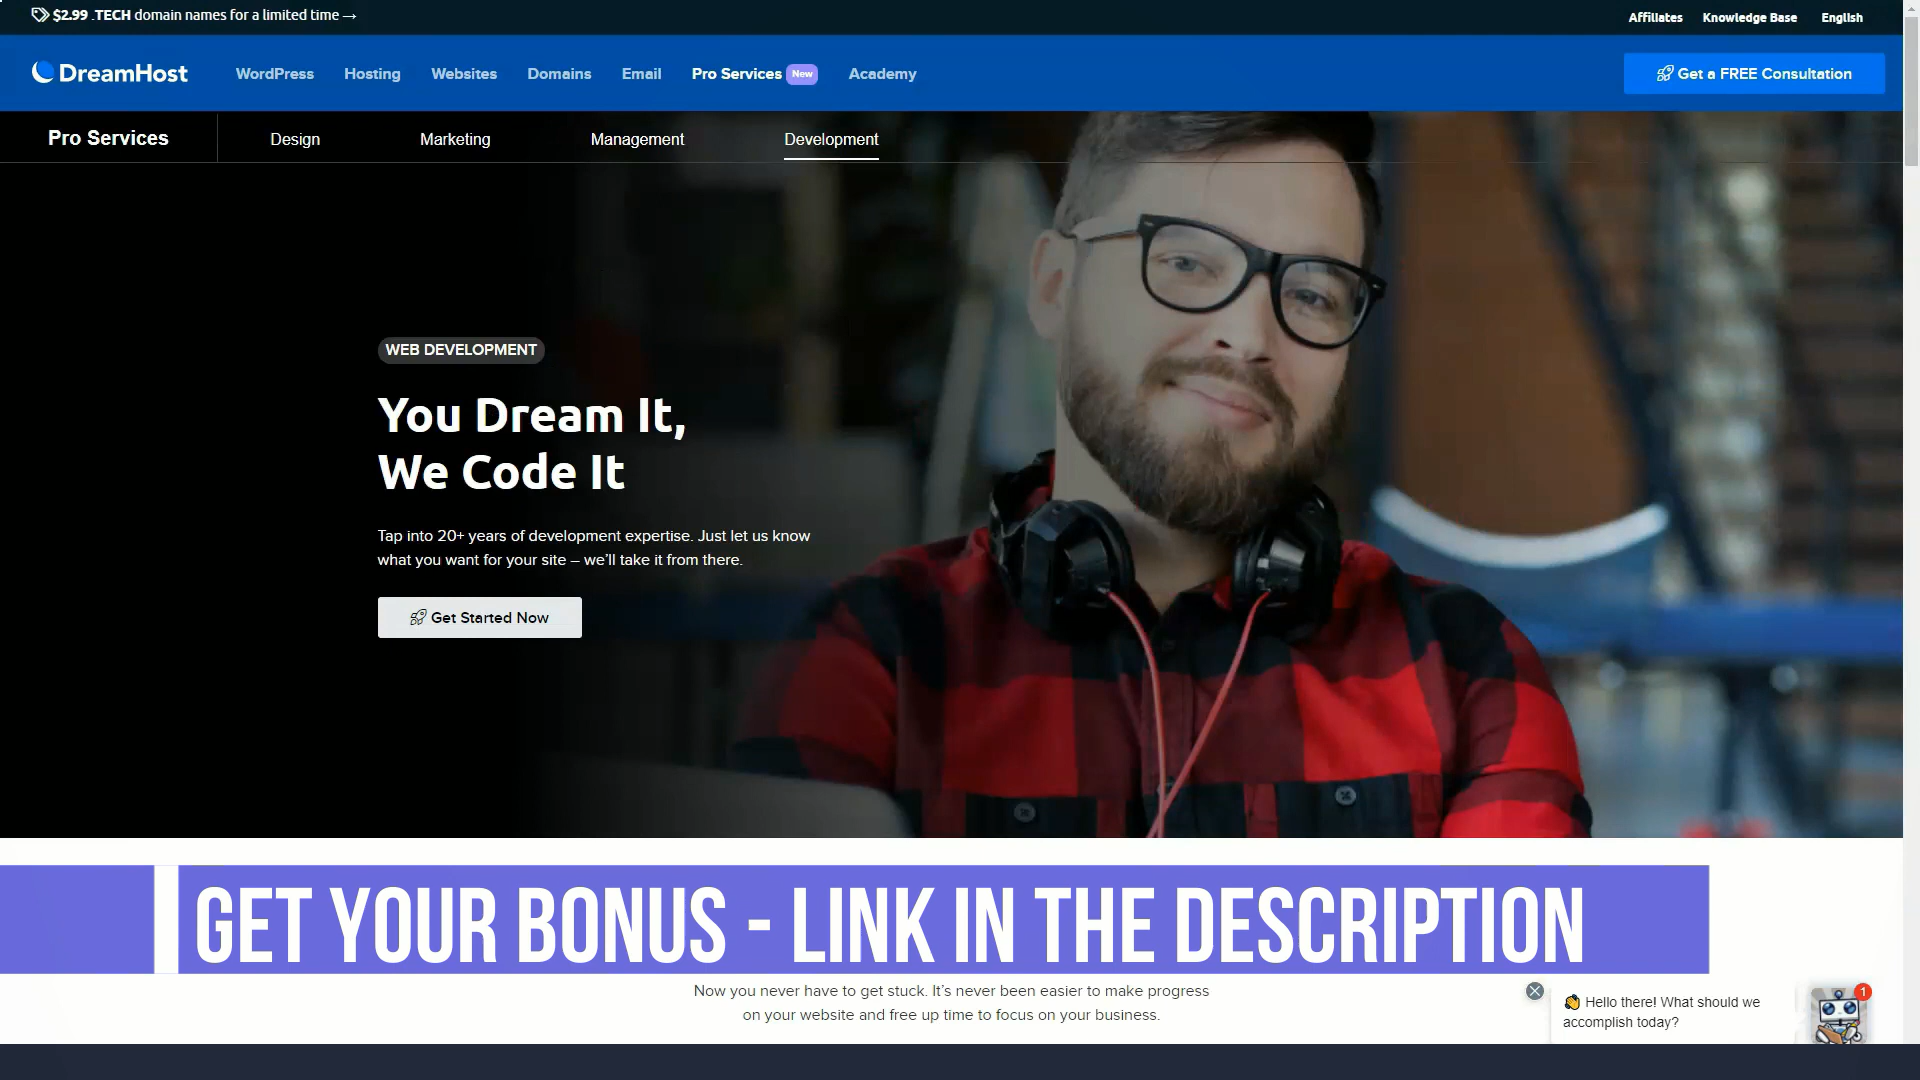 $2.99 .TECH domain names for a limited time →
Affiliates
Knowledge Base
English
DreamHost
WordPress
Hosting
Websites
Domains
Email
Pro Services New
Academy
Get a FREE Consultation
Pro Services
Design
Marketing
Management
Development
WEB DEVELOPMENT
You Dream It,
We Code It
Tap into 20+ years of development expertise. Just let us know
what you want for your site – we’ll take it from there.
Get Started Now
GET YOUR BONUS - LINK IN THE DESCRIPTION
Now you never have to get stuck. It’s never been easier to make progress
on your website and free up time to focus on your business.
👋 Hello there! What should we
accomplish today?
1